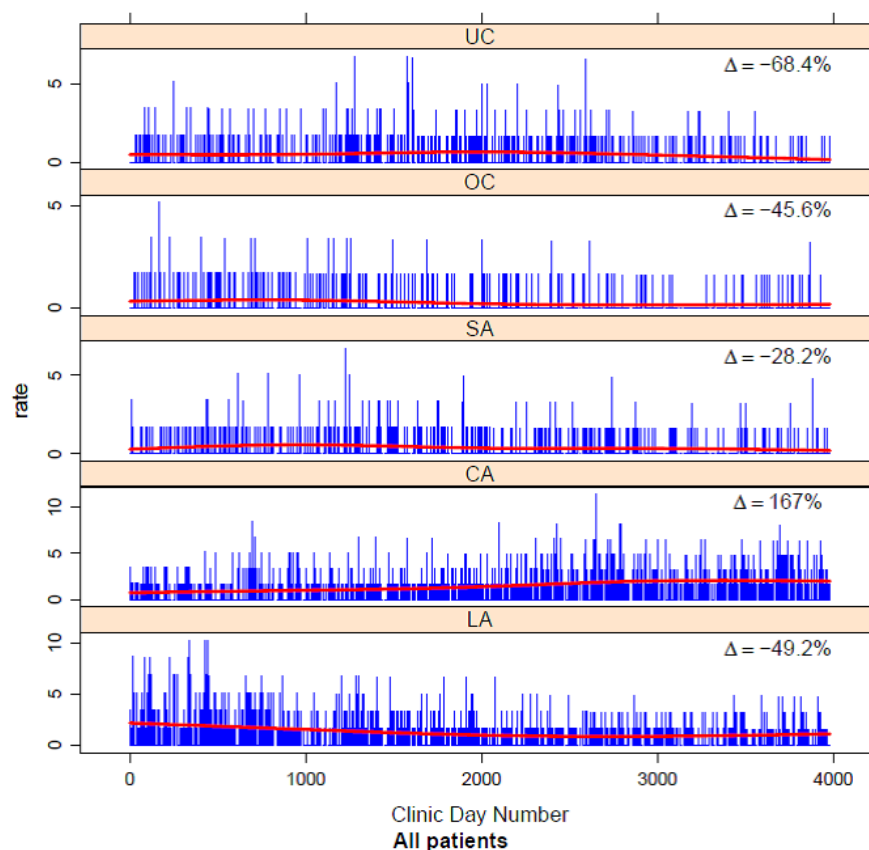 UC
Δ = −68.4%
5
0
OC
Δ = −45.6%
5
0
SA
Δ = −28.2%
5
0
rate
CA
Δ = 167%
10
5
0
LA
Δ = −49.2%
10
5
0
0 1000 2000 3000 4000
Clinic Day Number
All patients